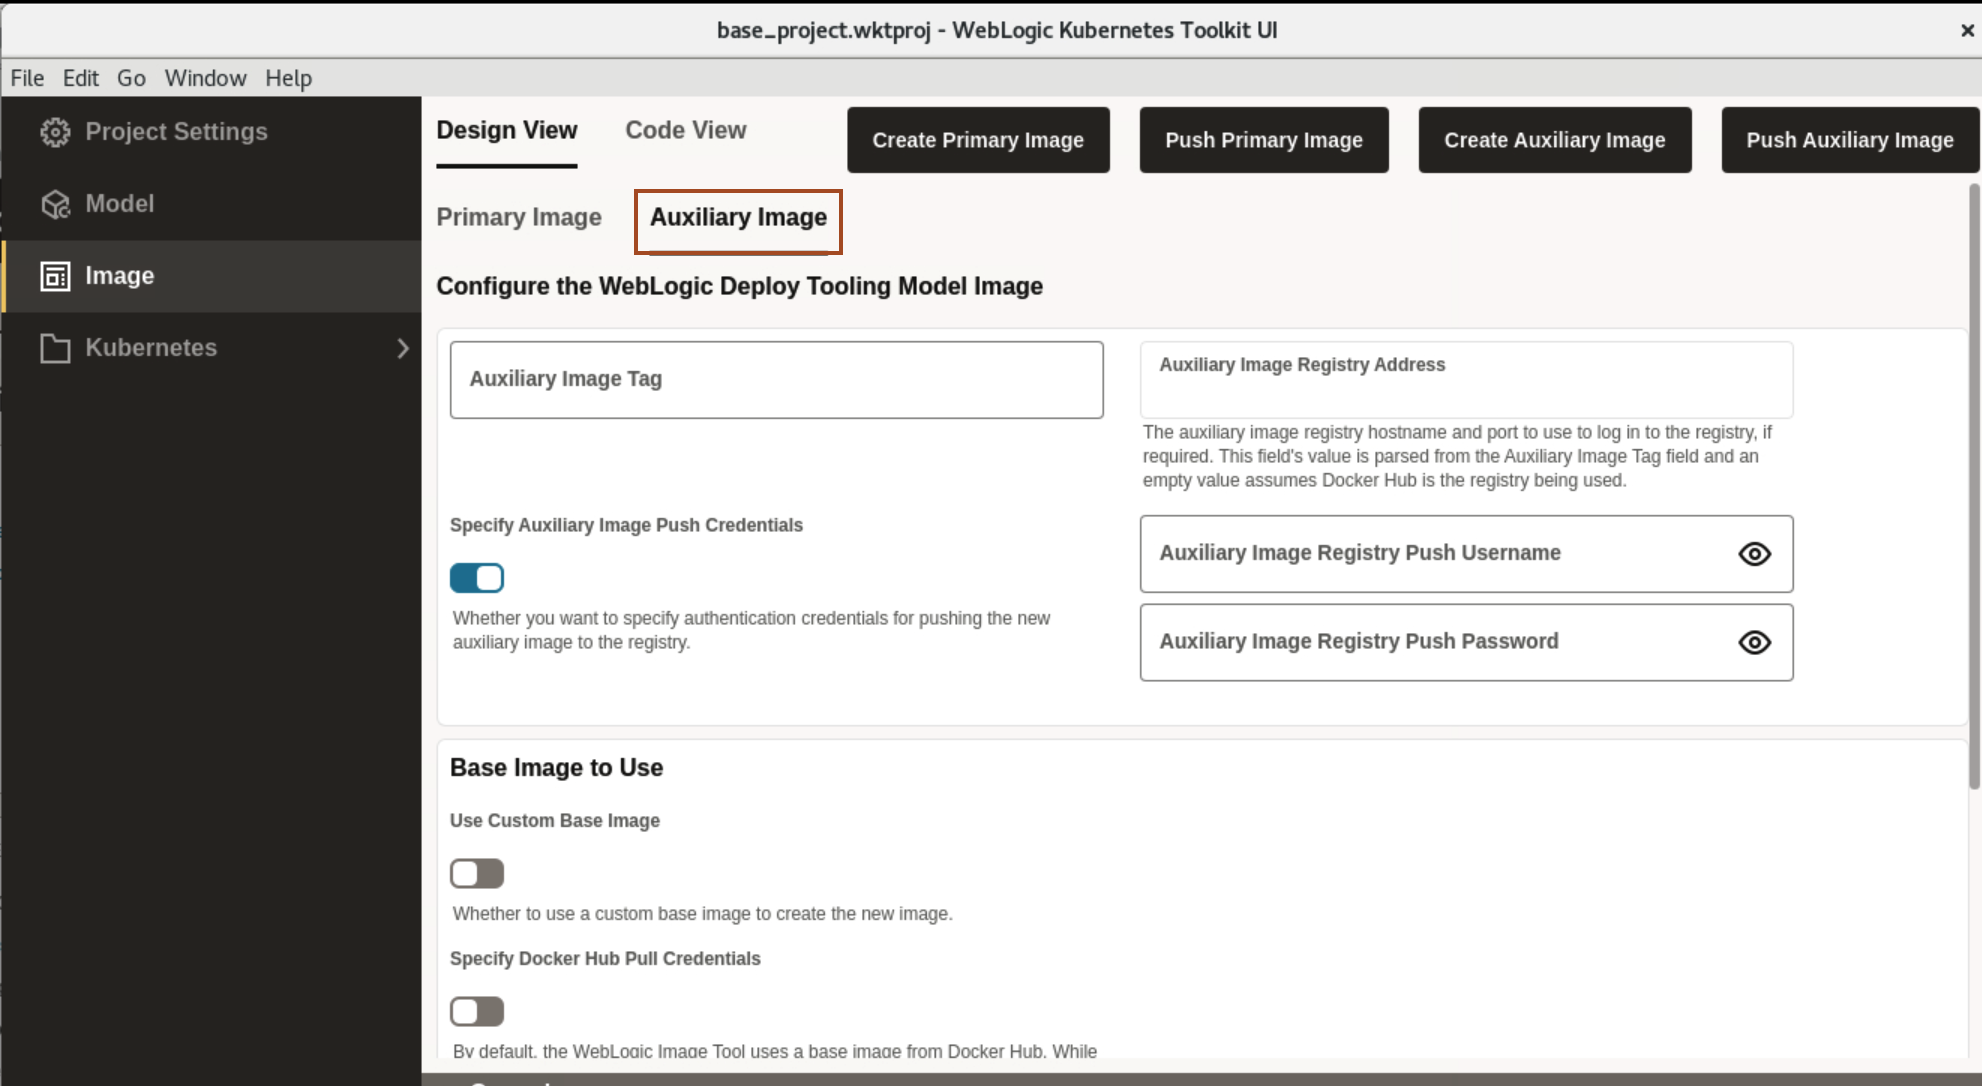 base_project.wktproj - WebLogic Kubernetes Toolkit UI
File Edit Go Window Help
Project Settings
Model
Image
Kubernetes
Design View Code View
Create Primary Image
Push Primary Image
Create Auxiliary Image
Push Auxiliary Image
Primary Image Auxiliary Image
Configure the WebLogic Deploy Tooling Model Image
Auxiliary Image Tag
Auxiliary Image Registry Address
The auxiliary image registry hostname and port to use to log in to the registry, if
required. This field's value is parsed from the Auxiliary Image Tag field and an
empty value assumes Docker Hub is the registry being used.
Specify Auxiliary Image Push Credentials
Whether you want to specify authentication credentials for pushing the new
auxiliary image to the registry.
Auxiliary Image Registry Push Username
Auxiliary Image Registry Push Password
Base Image to Use
Use Custom Base Image
Whether to use a custom base image to create the new image.
Specify Docker Hub Pull Credentials
By default, the WebLogic Image Tool uses a base image from Docker Hub. While